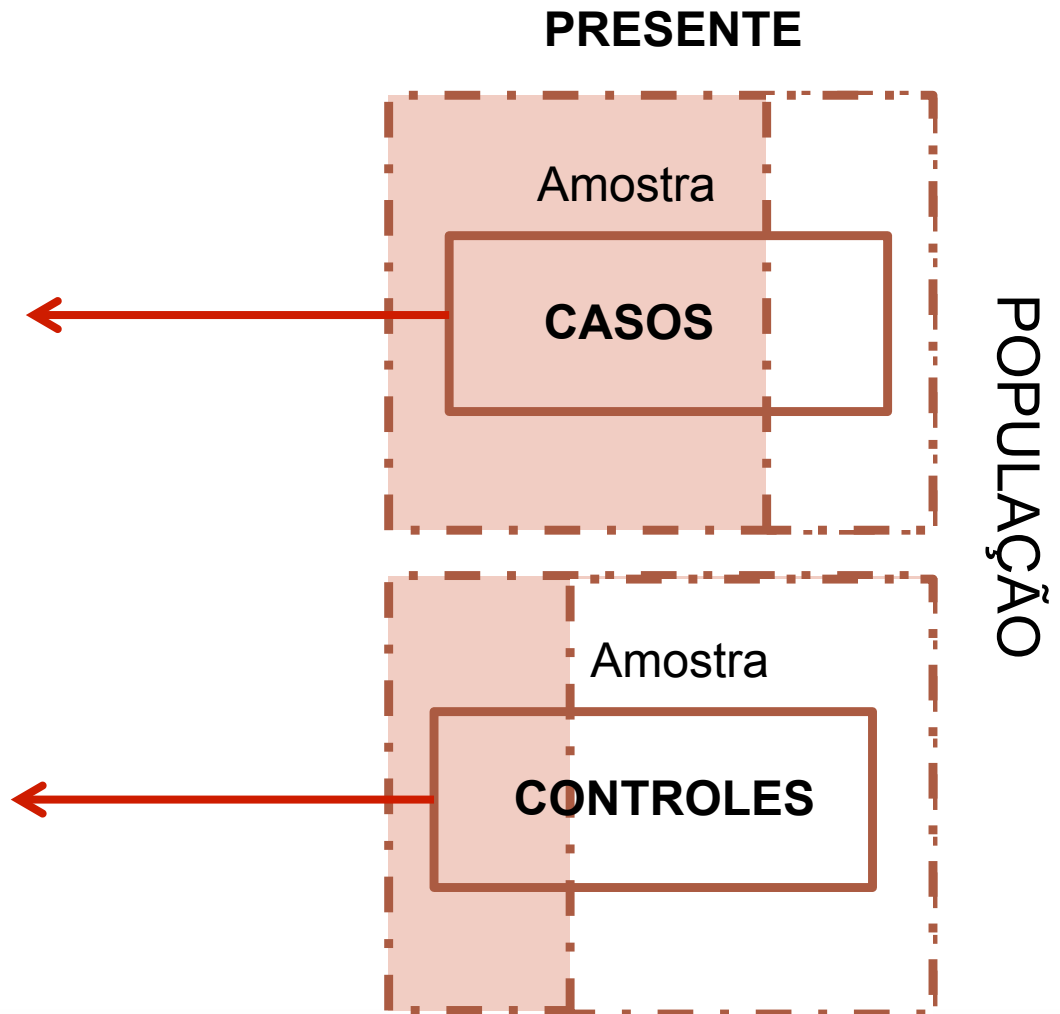 PRESENTE
Amostra
CASOS
POPULAÇÃO
Amostra
CONTROLES